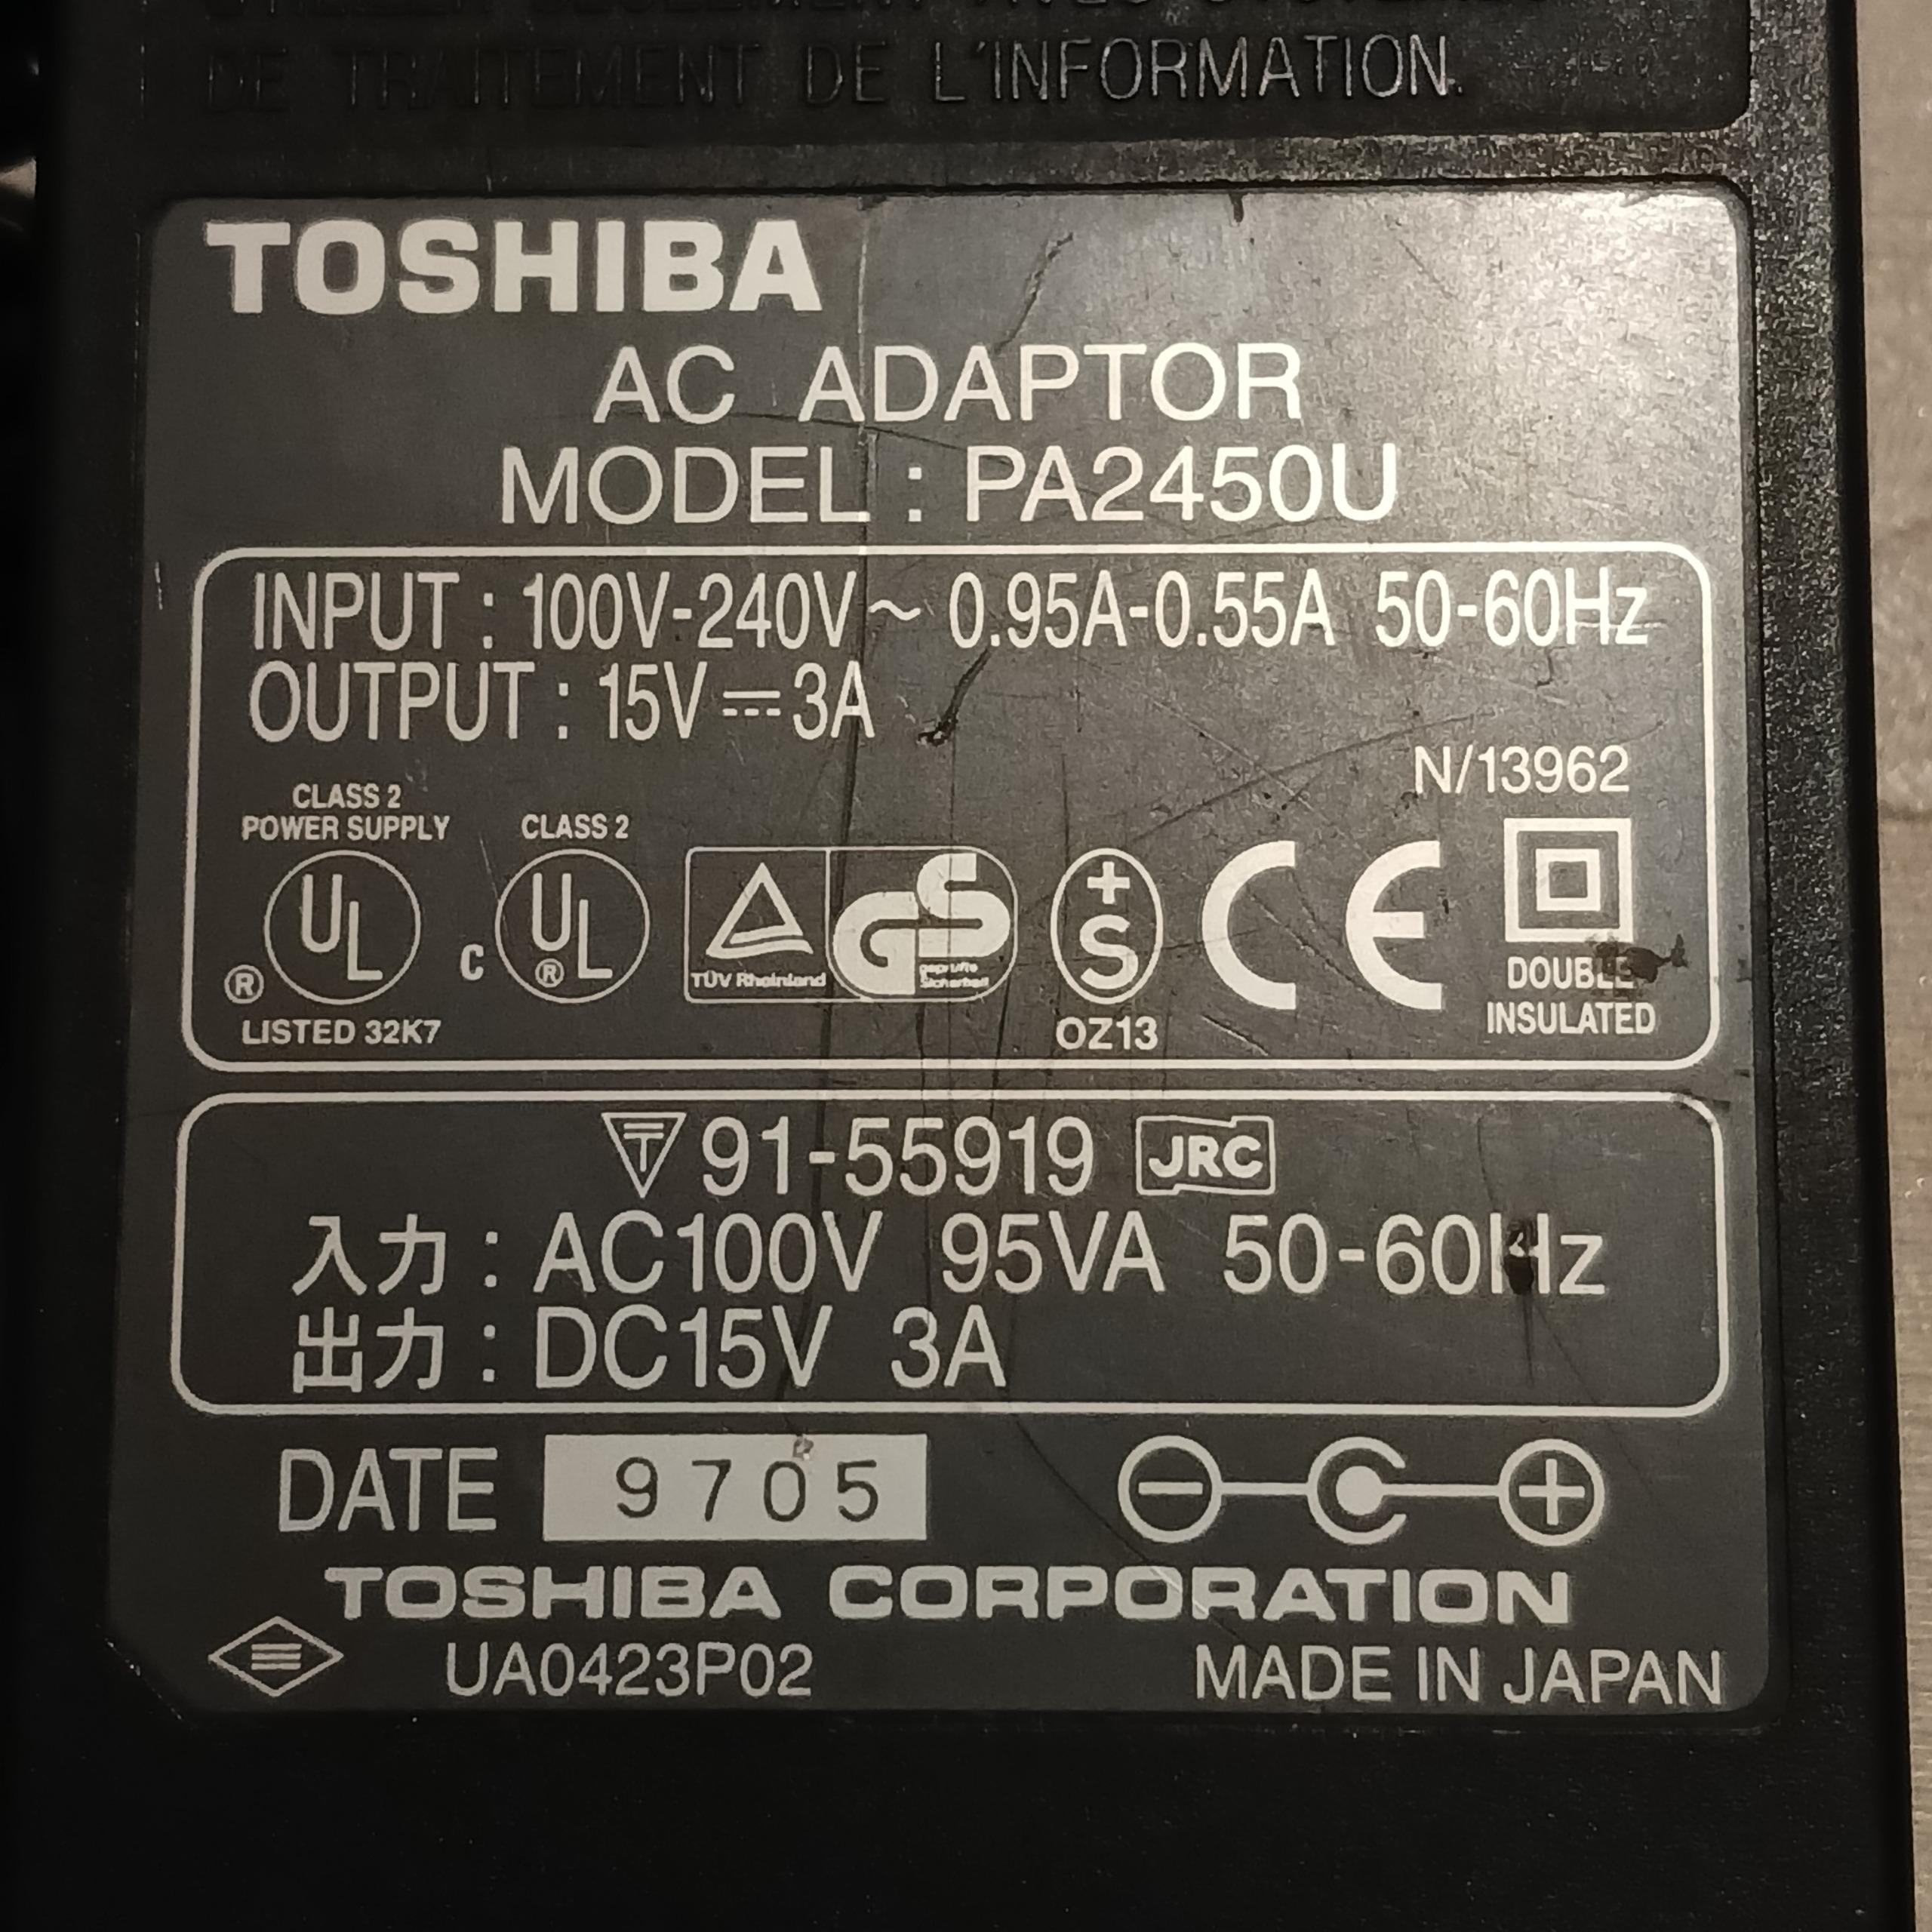 DE TRAITEMENT DE L'INFORMATION.
TOSHIBA
AC ADAPTOR
MODEL : PA2450U
INPUT : 100V-240V~ 0.95A-0.55A 50-60Hz
OUTPUT : 15V⎓3A
N/13962
CLASS 2
POWER SUPPLY
CLASS 2
UL
®
LISTED 32K7
C UL ®
TÜV Rheinland
GS
geprüfte
Sicherheit
+
S
OZ13
CE
DOUBLE
INSULATED
T 91-55919 JRC
入力 : AC100V 95VA 50-60Hz
出力 : DC15V 3A
DATE 9705
TOSHIBA CORPORATION
UA0423P02 MADE IN JAPAN